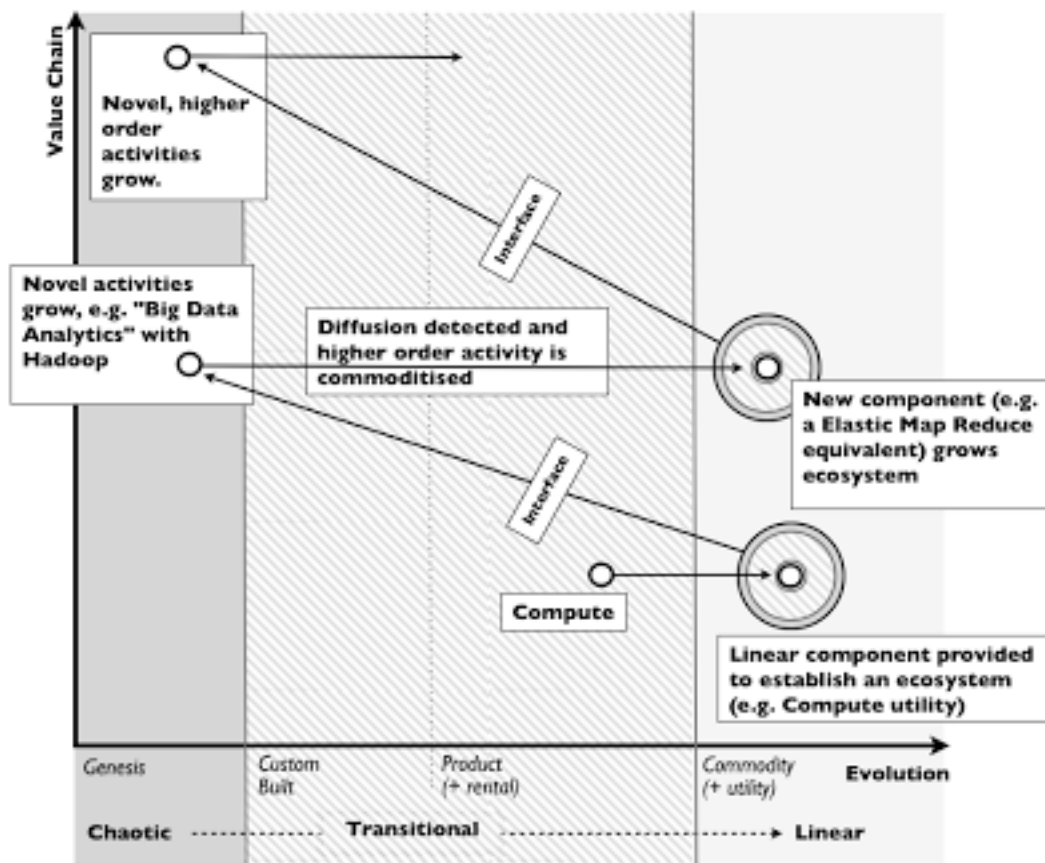 Value Chain
Novel, higher
order
activities
grow.
Interface
Novel activities
grow, e.g. "Big Data
Analytics" with
Hadoop
Diffusion detected and
higher order activity is
commoditised
New component (e.g.
a Elastic Map Reduce
equivalent) grows
ecosystem
Interface
Compute
Linear component provided
to establish an ecosystem
(e.g. Compute utility)
Genesis
Custom
Built
Product
(+ rental)
Commodity
(+ utility)
Evolution
Chaotic
Transitional
Linear